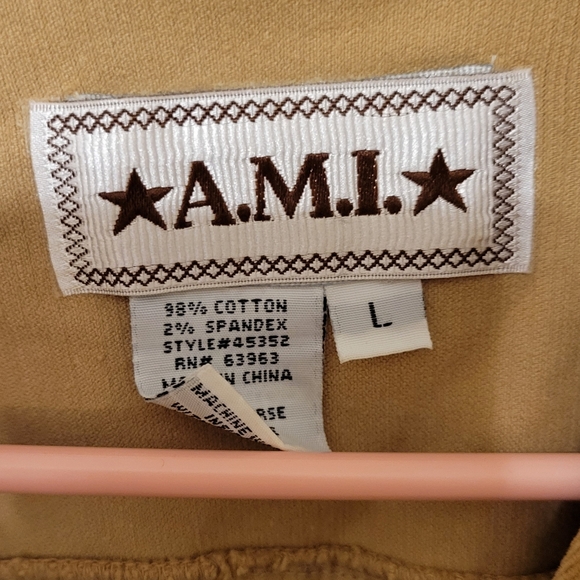 ★A.M.I.★
98% COTTON
2% SPANDEX
STYLE#45352
RN# 63963
IN CHINA
MACHINE
L